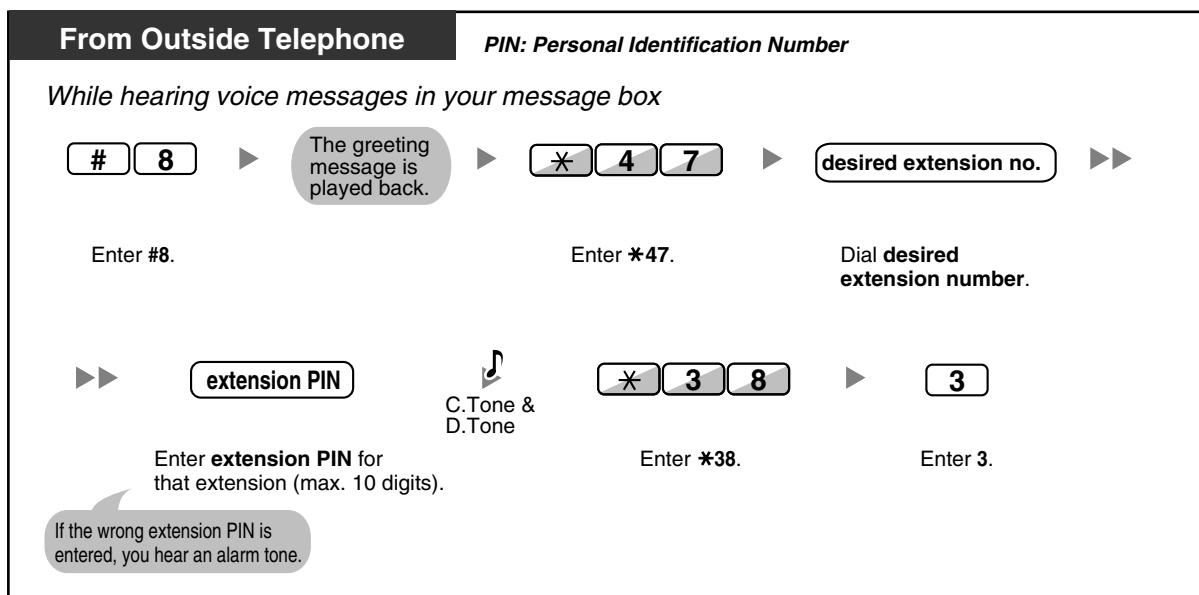 From Outside Telephone
PIN: Personal Identification Number
While hearing voice messages in your message box
# 8
The greeting
message is
played back.
* 4 7
desired extension no.
Enter #8.
Enter *47.
Dial desired
extension number.
extension PIN
C.Tone &
D.Tone
* 3 8
3
Enter extension PIN for
that extension (max. 10 digits).
Enter *38.
Enter 3.
If the wrong extension PIN is
entered, you hear an alarm tone.